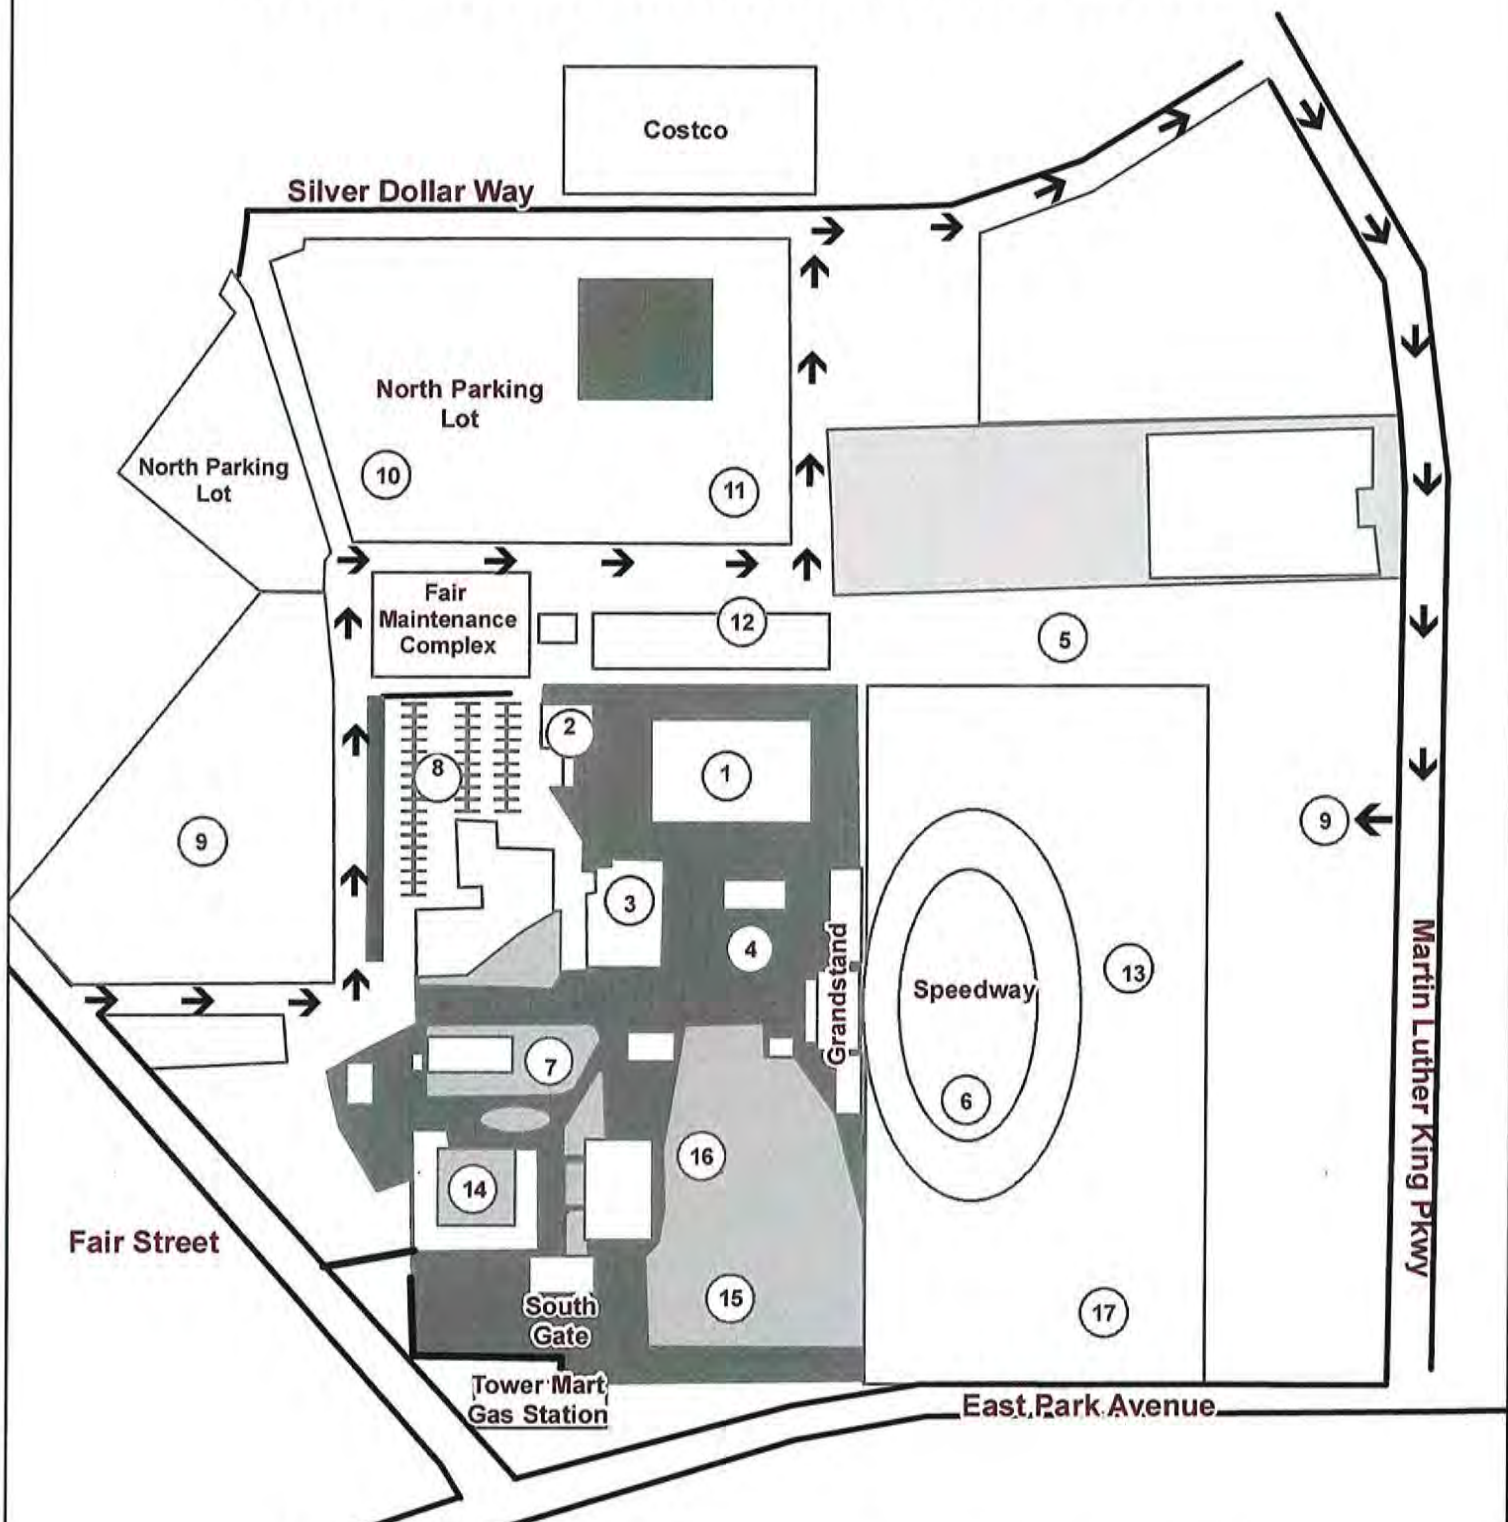 Costco
Silver Dollar Way
North Parking
Lot
North Parking
Lot
10
11
Fair
Maintenance
Complex
12
5
2
1
8
9
9
3
4
Grandstand
Speedway
13
Martin Luther King Pkwy
7
6
16
14
Fair Street
15
17
South
Gate
Tower Mart
Gas Station
East Park Avenue